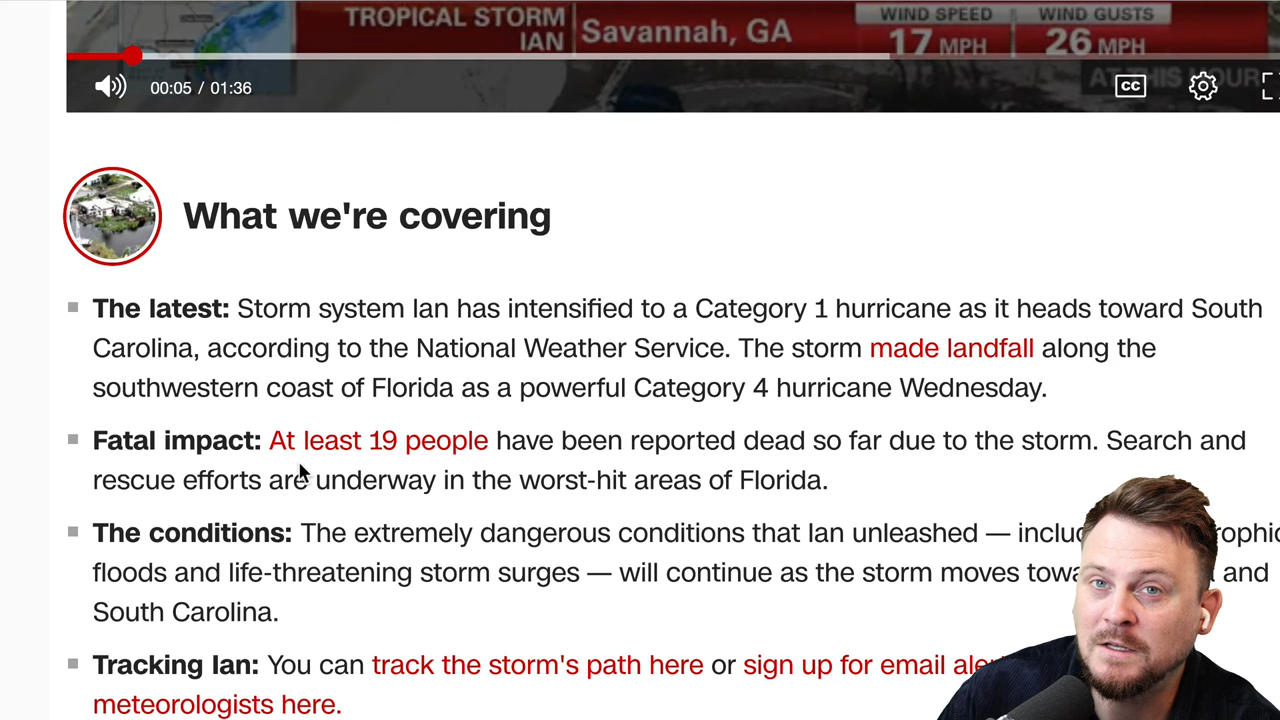 TROPICAL STORM
IAN
Savannah, GA
WIND SPEED
17 MPH
WIND GUSTS
26 MPH
AT THIS HOUR
00:05 / 01:36
CC
What we're covering
The latest: Storm system Ian has intensified to a Category 1 hurricane as it heads toward South
Carolina, according to the National Weather Service. The storm made landfall along the
southwestern coast of Florida as a powerful Category 4 hurricane Wednesday.
Fatal impact: At least 19 people have been reported dead so far due to the storm. Search and
rescue efforts are underway in the worst-hit areas of Florida.
The conditions: The extremely dangerous conditions that Ian unleashed —
floods and life-threatening storm surges — will continue as the storm moves and
South Carolina.
Tracking Ian: You can track the storm's path here or sign up for email
meteorologists here.